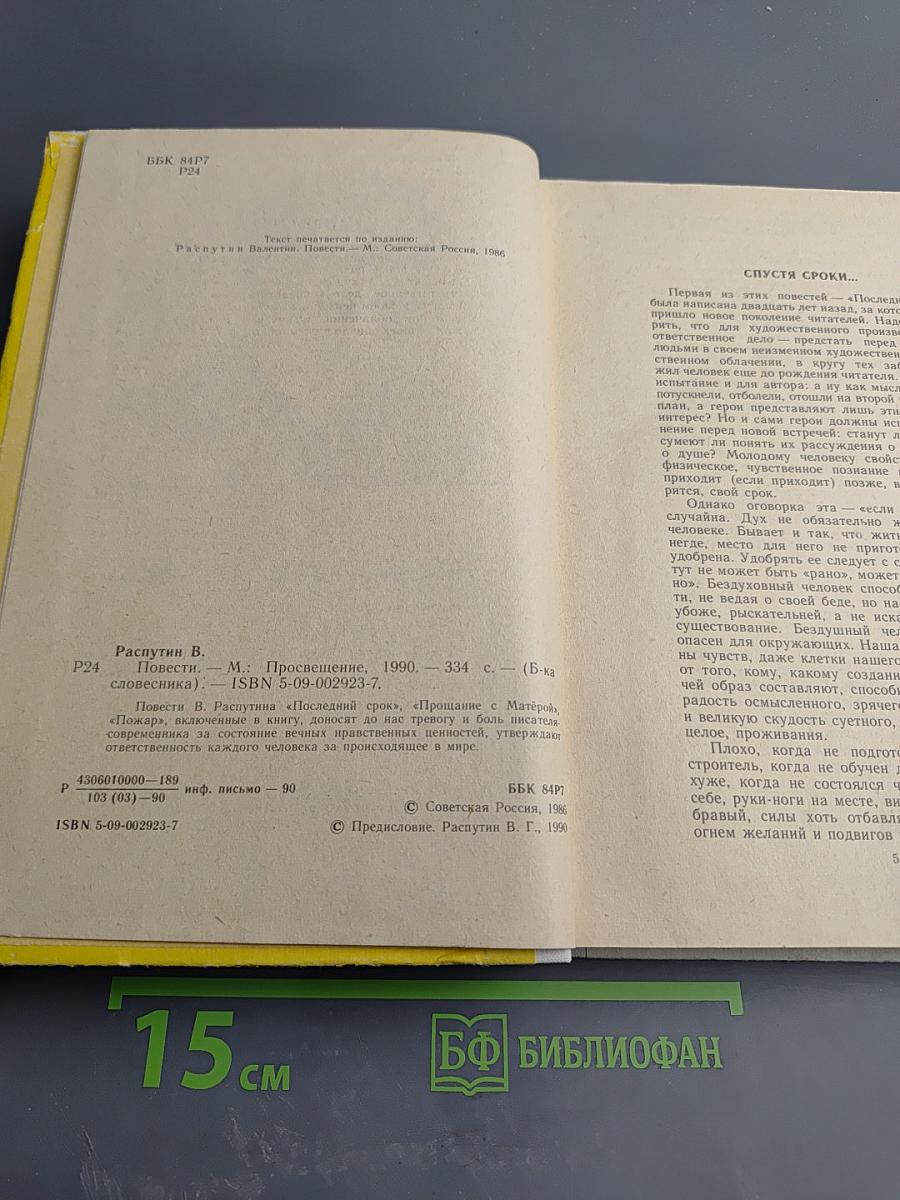 ББК 84Р7
Р24
Текст печатается по изданию:
Распутин Валентин. Повести.— М.: Советская Россия, 1986
Распутин В.
Р24 Повести. — М.: Просвещение, 1990. — 334 с. — (Б-ка
словесника). — ISBN 5-09-002923-7.
Повести В. Распутина «Последний срок», «Прощание с Матёрой»,
«Пожар», включенные в книгу, доносят до нас тревогу и боль писателя-
современника за состояние вечных нравственных ценностей, утверждают
ответственность каждого человека за происходящее в мире.
Р 4306010000—189
103 (03)—90 инф. письмо — 90
ББК 84Р7
© Советская Россия, 1986
ISBN 5-09-002923-7
© Предисловие. Распутин В. Г., 1990
СПУСТЯ СРОКИ...
Первая из этих повестей — «Последни
была написана двадцать лет назад, за кото
пришло новое поколение читателей. Надо
рить, что для художественного произве
ответственное дело — предстать перед
людьми в своем неизменном художествен
ственном облачении, в кругу тех заб
жил человек еще до рождения читателя.
испытание и для автора: а ну как мысл
потускнели, отболели, отошли на второй
план, а герои представляют лишь этн
интерес? Но и сами герои должны исп
нение перед новой встречей: станут л
сумеют ли понять их рассуждения о
о душе? Молодому человеку свойст
физическое, чувственное познание
приходит (если приходит) позже, в
рится, свой срок.
Однако оговорка эта — «если
случайна. Дух не обязательно ж
человеке. Бывает и так, что жить
негде, место для него не пригот
удобрена. Удобрять ее следует с с
тут не может быть «рано», может
но». Бездуховный человек способ
ти, не ведая о своей беде, но на
убоже, рыскательней, а не иска
существование. Бездушный чел
опасен для окружающих. Наша
ны чувств, даже клетки нашего
от того, кому, какому создани
чей образ составляют, способн
радость осмысленного, зрячего
и великую скудость суетного,
целое, проживания.
Плохо, когда не подгото
строитель, когда не обучен д
хуже, когда не состоялся ч
себе, руки-ноги на месте, ви
бравый, силы хоть отбавля
огнем желаний и подвигов
5
15 см
БФ БИБЛИОФАН